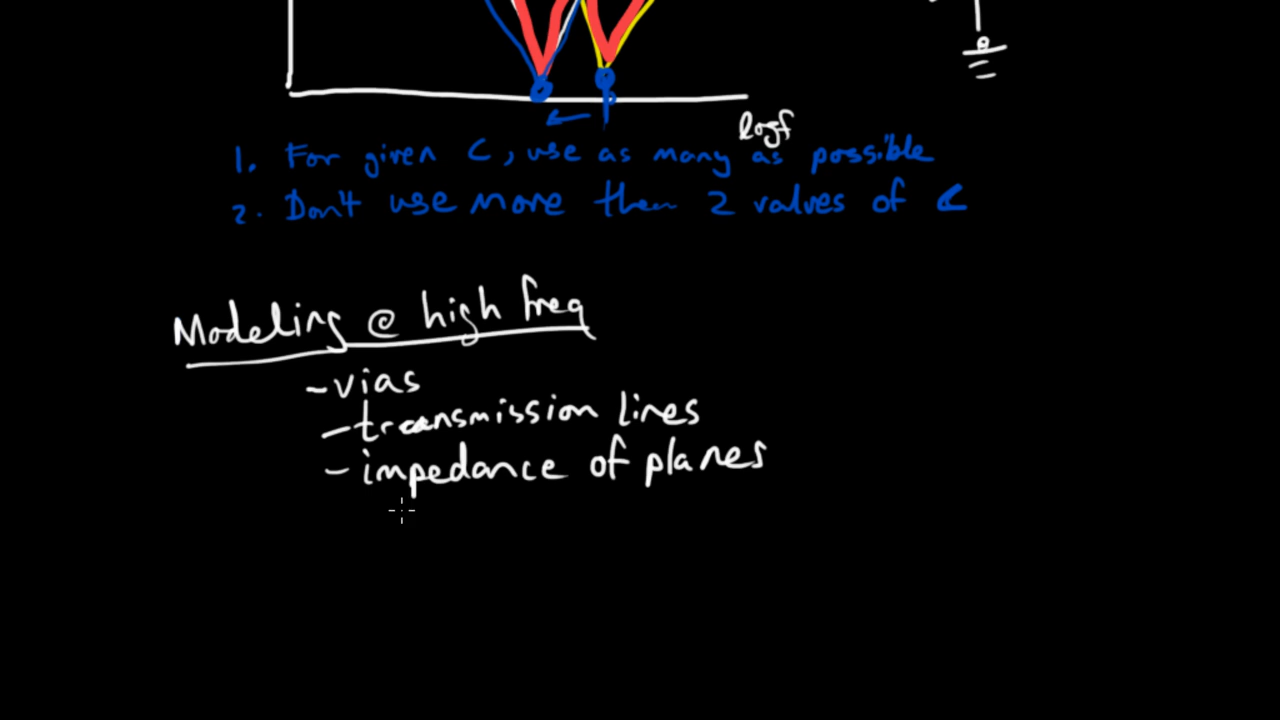 logf
1. For given C, use as many as possible
2. Don't use more then 2 values of C
Modeling @ high freq
- vias
- transmission lines
- impedance of planes